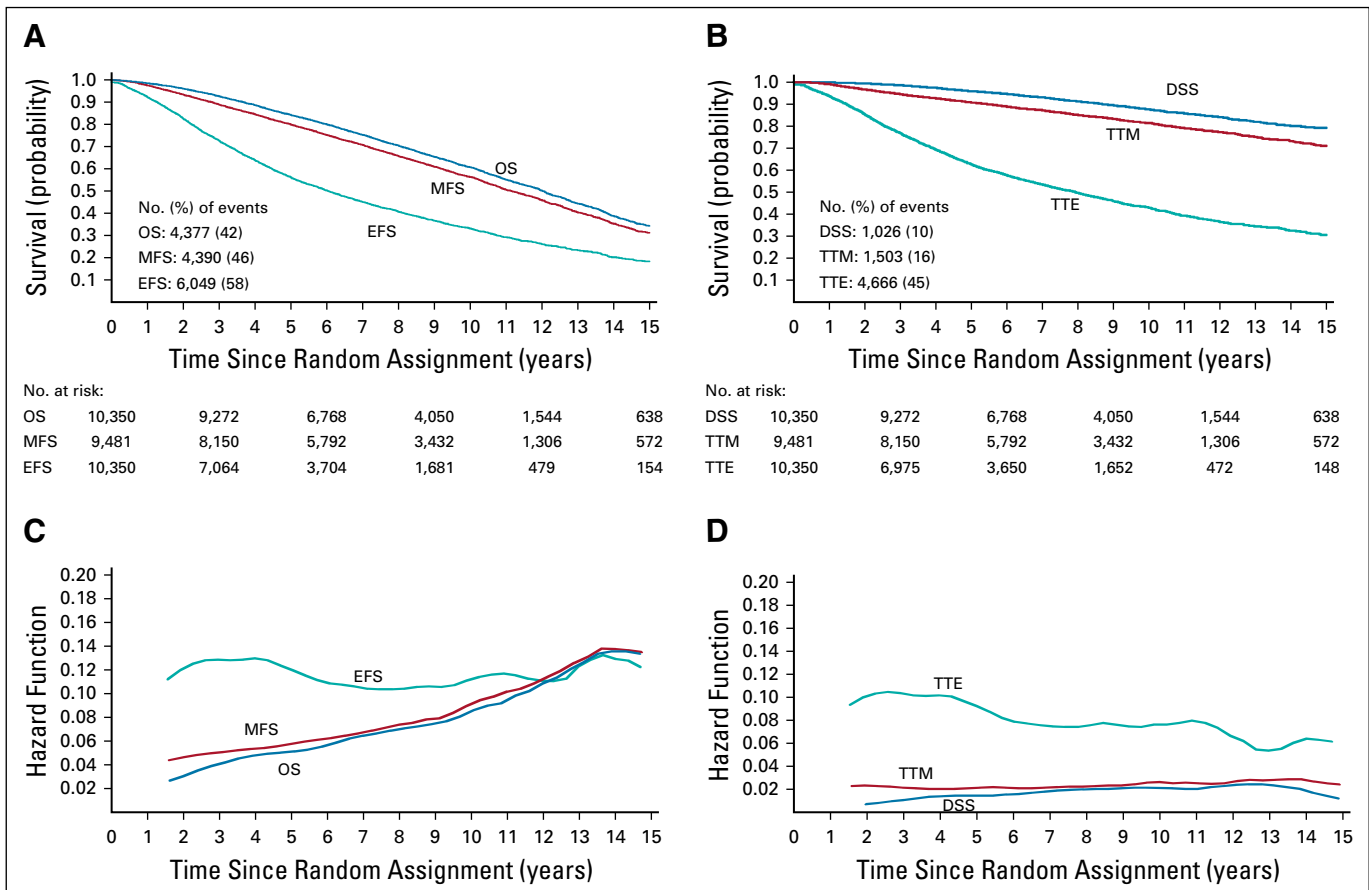 A
Survival (probability)
1.0
0.9
0.8
0.7
0.6
0.5
0.4
0.3
0.2
0.1
OS
MFS
EFS
No. (%) of events
OS: 4,377 (42)
MFS: 4,390 (46)
EFS: 6,049 (58)
0 1 2 3 4 5 6 7 8 9 10 11 12 13 14 15
Time Since Random Assignment (years)
No. at risk:
OS 10,350 9,272 6,768 4,050 1,544 638
MFS 9,481 8,150 5,792 3,432 1,306 572
EFS 10,350 7,064 3,704 1,681 479 154
B
Survival (probability)
1.0
0.9
0.8
0.7
0.6
0.5
0.4
0.3
0.2
0.1
DSS
TTM
TTE
No. (%) of events
DSS: 1,026 (10)
TTM: 1,503 (16)
TTE: 4,666 (45)
0 1 2 3 4 5 6 7 8 9 10 11 12 13 14 15
Time Since Random Assignment (years)
No. at risk:
DSS 10,350 9,272 6,768 4,050 1,544 638
TTM 9,481 8,150 5,792 3,432 1,306 572
TTE 10,350 6,975 3,650 1,652 472 148
C
Hazard Function
0.20
0.18
0.16
0.14
0.12
0.10
0.08
0.06
0.04
0.02
EFS
MFS
OS
0 1 2 3 4 5 6 7 8 9 10 11 12 13 14 15
Time Since Random Assignment (years)
D
Hazard Function
0.20
0.18
0.16
0.14
0.12
0.10
0.08
0.06
0.04
0.02
TTE
TTM
DSS
0 1 2 3 4 5 6 7 8 9 10 11 12 13 14 15
Time Since Random Assignment (years)